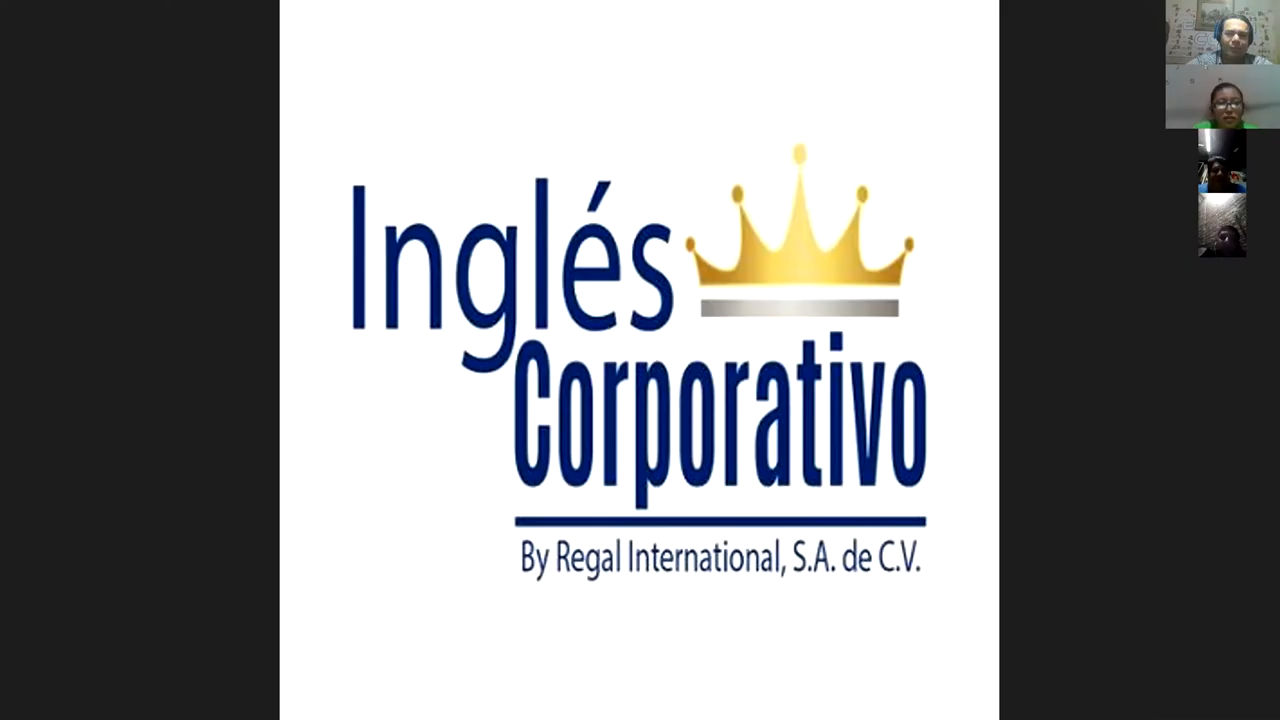 Inglés
Corporativo
By Regal International, S.A. de C.V.